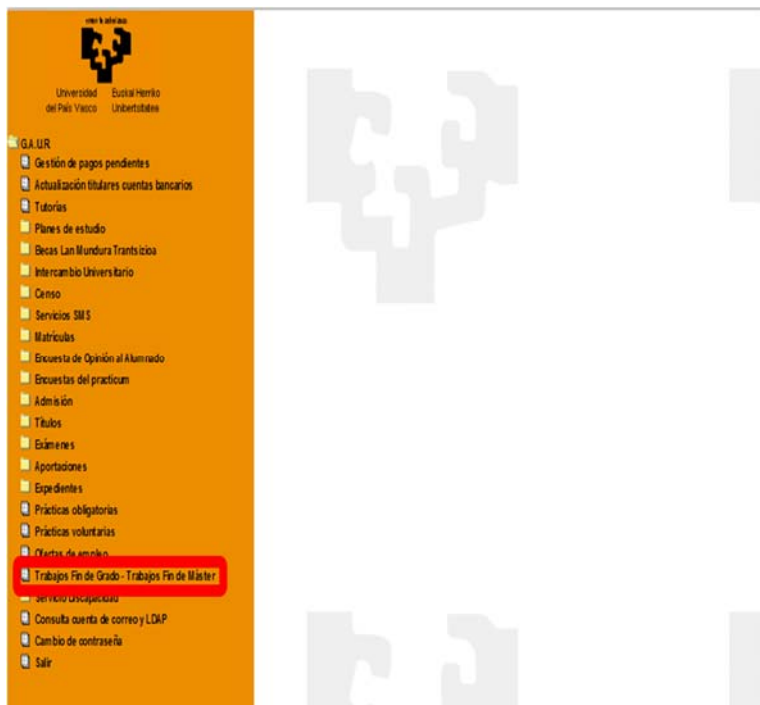 Universidad Euskal Herriko
del País Vasco Unibertsitatea
G.A.U.R.
Gestión de pagos pendientes
Actualización titulares cuentas bancarios
Tutorías
Planes de estudio
Becas Lan Mundura Trantsizioa
Intercambio Universitario
Censo
Servicios SMS
Matrículas
Encuesta de Opinión al Alumnado
Encuestas del practicum
Admisión
Títulos
Exámenes
Aportaciones
Expedientes
Prácticas obligatorias
Prácticas voluntarias
Ofertas de empleo
Trabajos Fin de Grado - Trabajos Fin de Máster
Servicio Discapacidad
Consulta cuenta de correo y LDAP
Cambio de contraseña
Salir